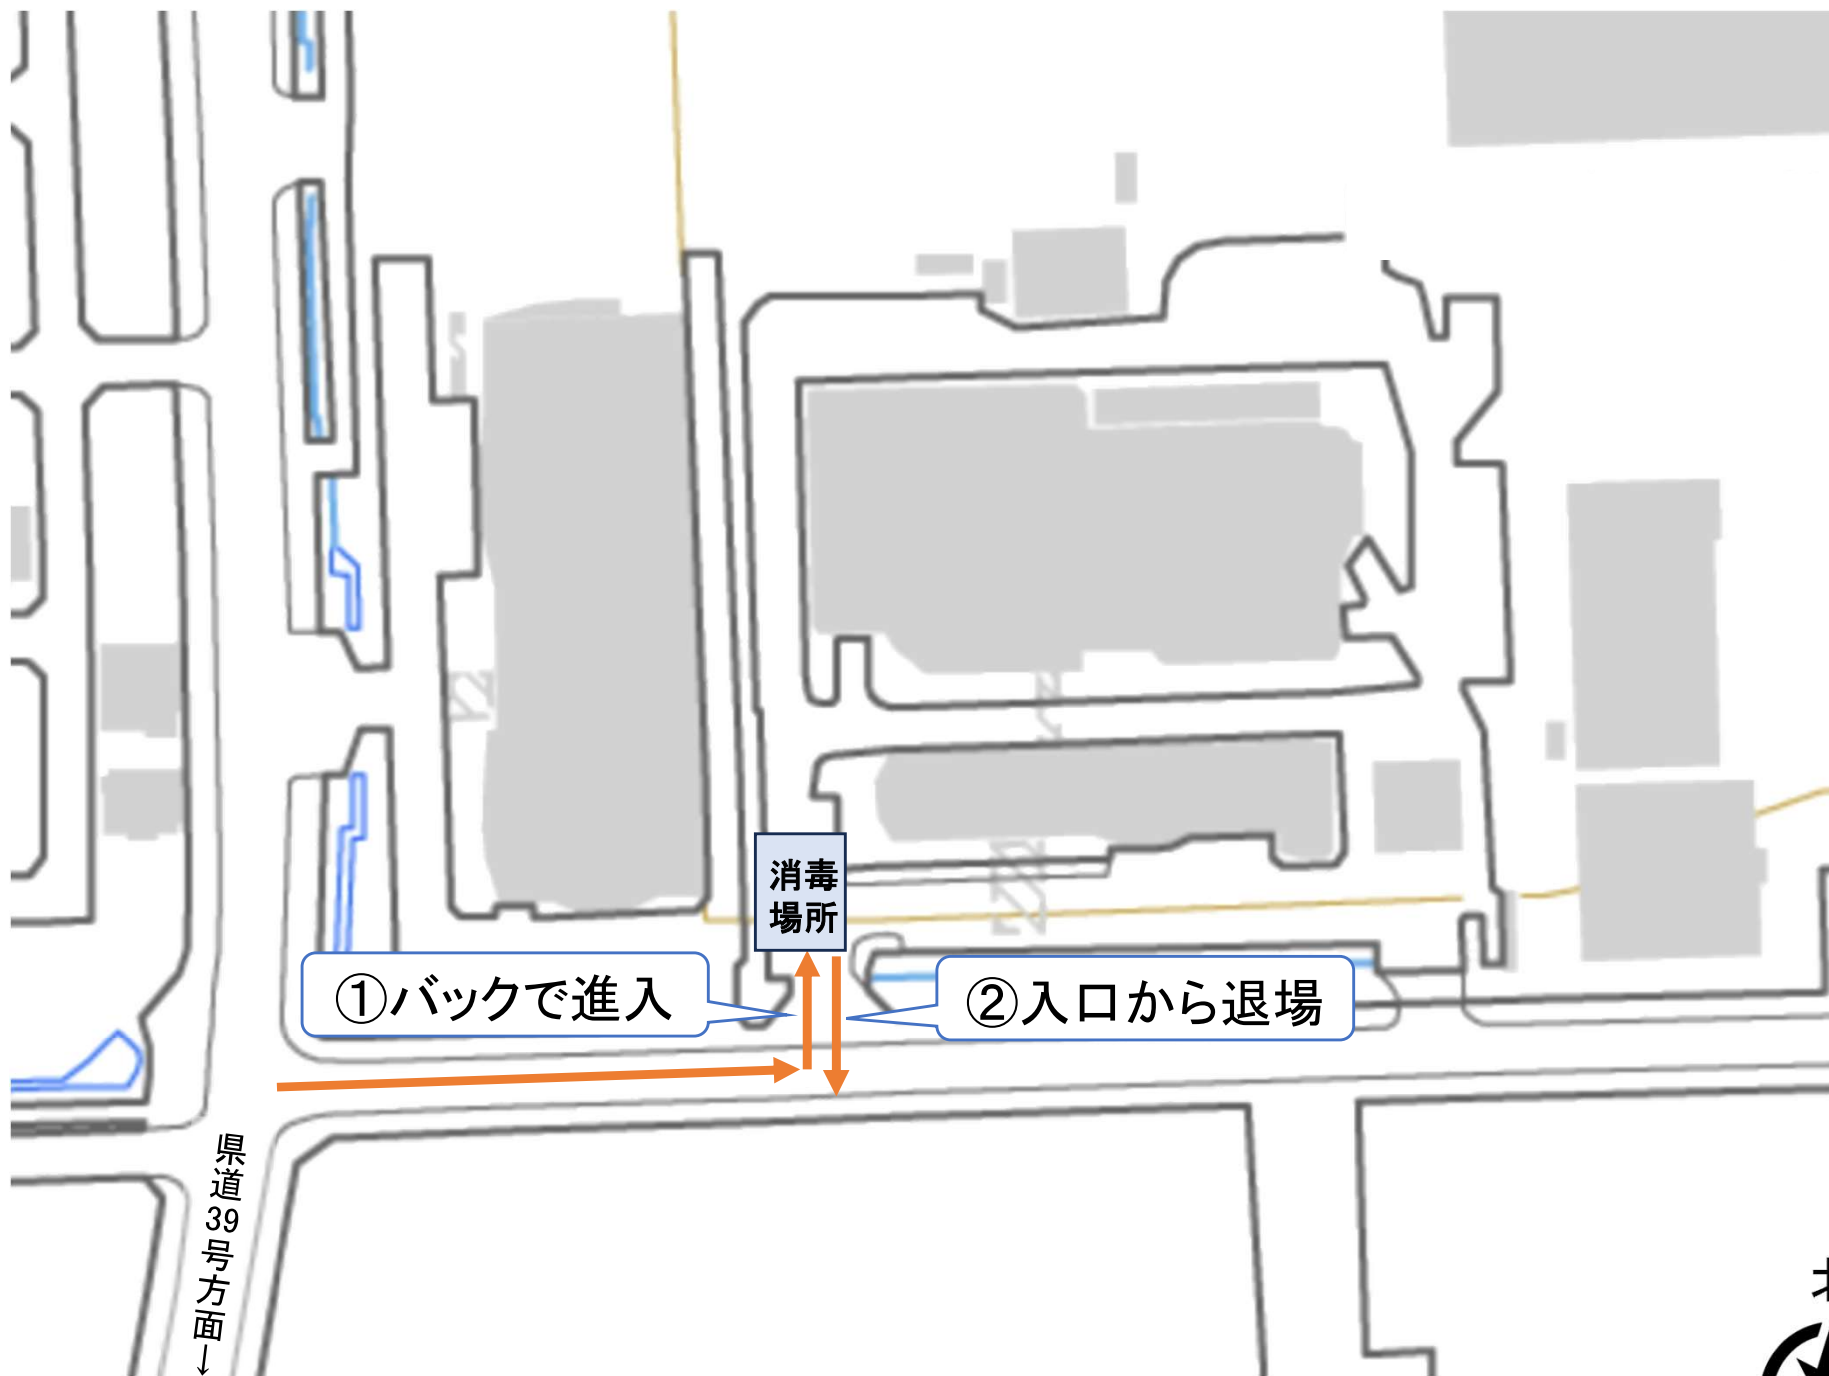 消毒
場所
①バックで進入
②入口から退場
県道39号方面→